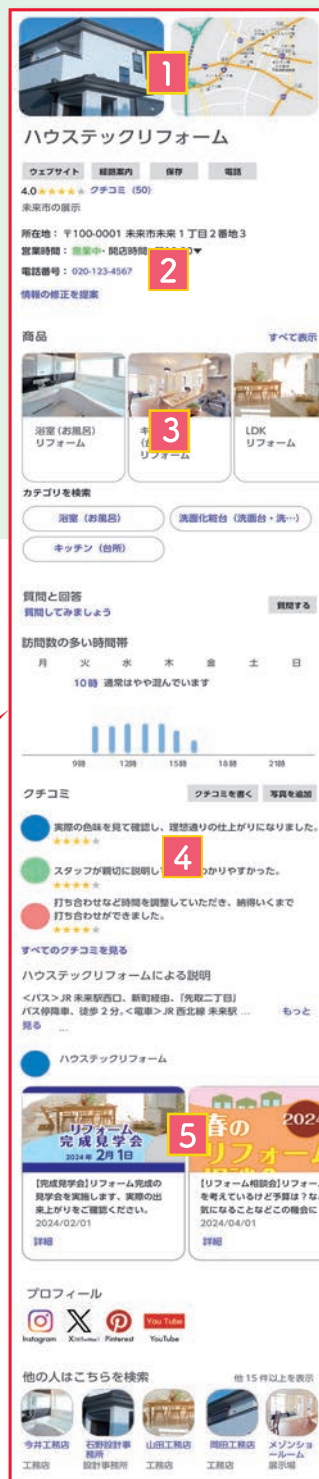 1
ハウステックリフォーム
ウェブサイト 経路案内 保存 電話
4.0 ★★★★★ クチコミ（50）
未来市の展示
所在地： 〒100-0001 未来市未来1丁目2番地3
営業時間： 営業中・開店時間
2
電話番号： 020-123-4567
情報の修正を提案
商品 すべて表示
3
浴室（お風呂）
リフォーム
キ
リフォーム
LDK
リフォーム
カテゴリを検索
浴室（お風呂） 洗面化粧台（洗面台・洗…）
キッチン（台所）
質問と回答
質問してみましょう 質問する
訪問数の多い時間帯
月 火 水 木 金 土 日
10時 通常はやや混んでいます
9時 12時 15時 18時 21時
クチコミ クチコミを書く 写真を追加
実際の色味を見て確認し、理想通りの仕上がりになりました。
★★★★★
4
スタッフが親切に説明し わかりやすかった。
★★★★★
打ち合わせなど時間を調整していただき、納得いくまで
打ち合わせができました。
★★★★★
すべてのクチコミを見る
ハウステックリフォームによる説明
＜バス＞JR 未来駅西口、新町経由、「先取二丁目」
バス停降車、徒歩2分。＜電車＞JR 西北線 未来駅 … もっと
見る …
ハウステックリフォーム
リフォーム
完成見学会
2024年 2月1日
5
春の
2024
リフォーム
【完成見学会】リフォーム完成の
見学会を実施します、実際の出
来上がりをご確認ください。
2024/02/01
詳細
【リフォーム相談会】リフォー
を考えているけど予算は？な
気になることなどこの機会に
2024/04/01
詳細
プロフィール
You Tube
Instagram X(旧Twitter) Pinterest YouTube
他の人はこちらを検索 他15件以上を表示
今井工務店
工務店
石野設計事
務所
設計事務所
山田工務店
工務店
岡田工務店
工務店
メゾンショ
ールーム
展示場